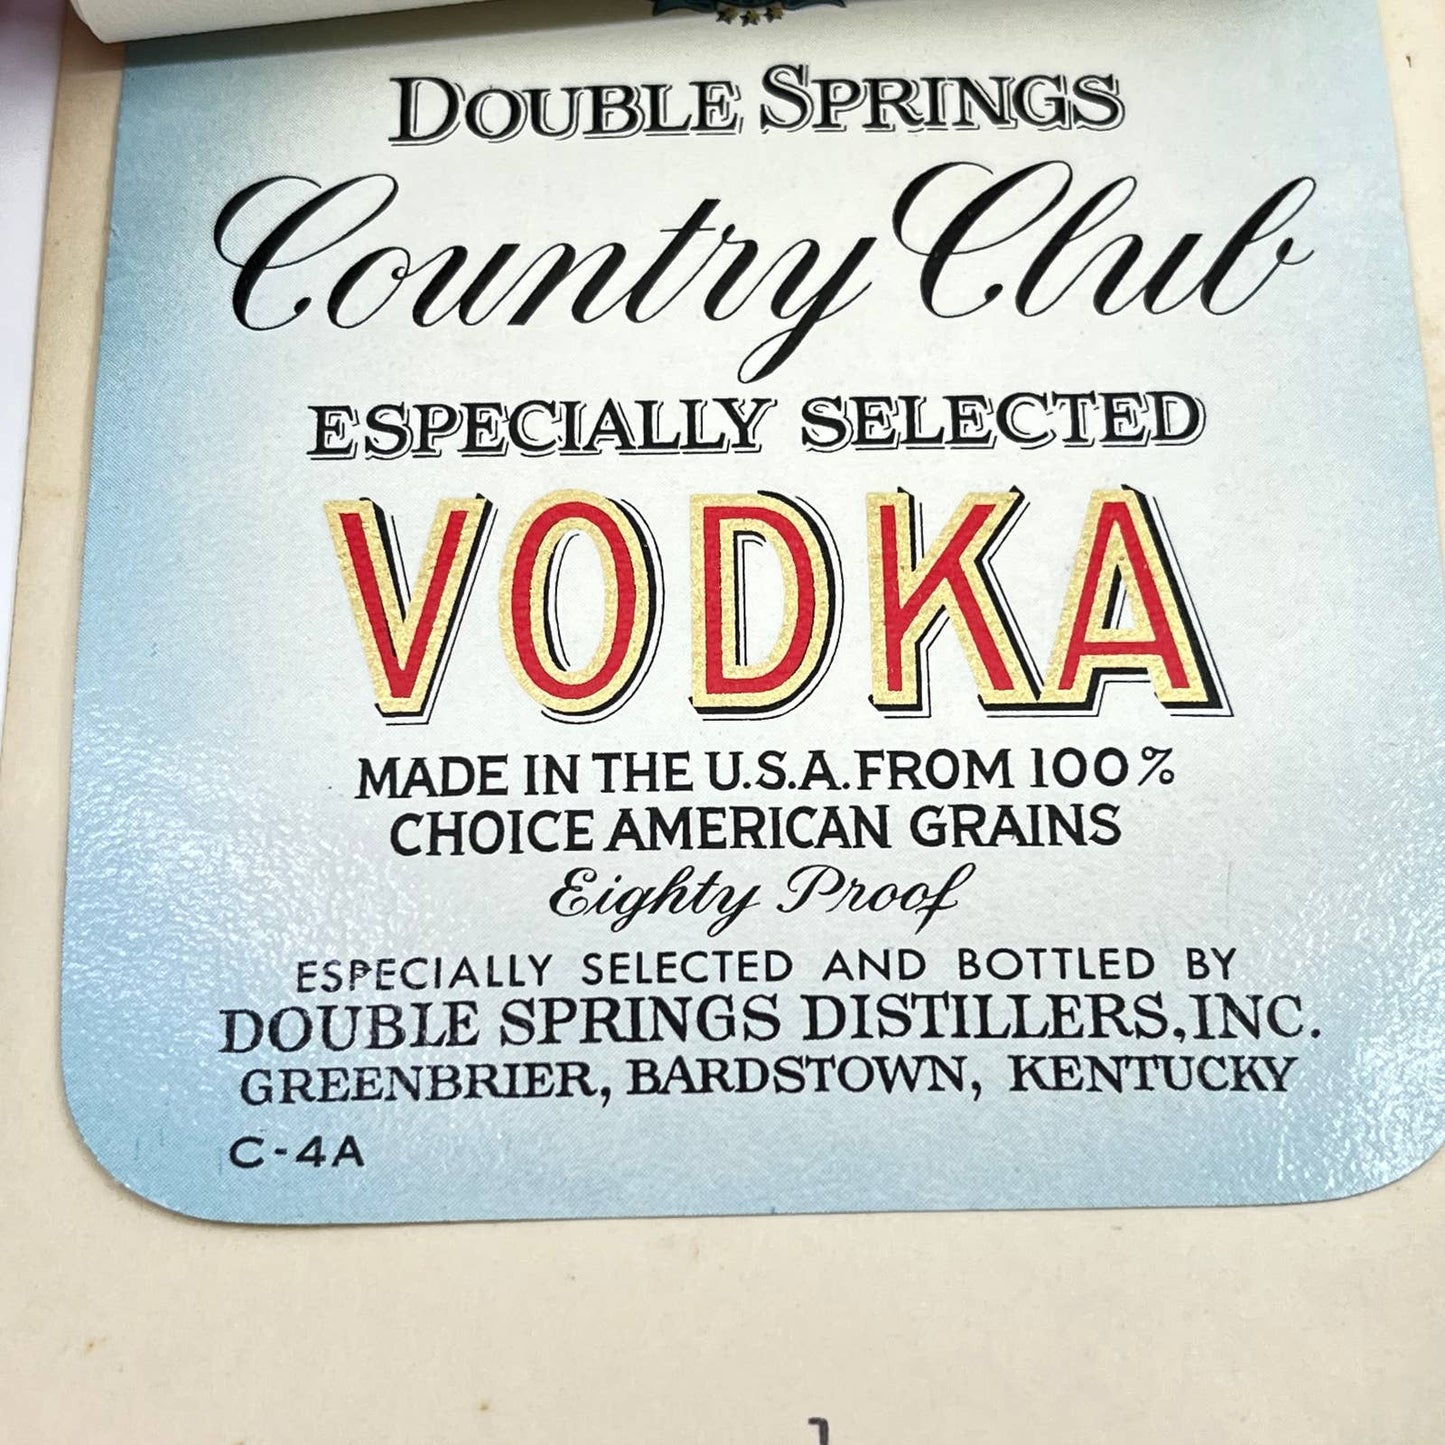 DOUBLE SPRINGS
Country Club
ESPECIALLY SELECTED
VODKA
MADE IN THE U.S.A. FROM 100%
CHOICE AMERICAN GRAINS
Eighty Proof
ESPECIALLY SELECTED AND BOTTLED BY
DOUBLE SPRINGS DISTILLERS, INC.
GREENBRIER, BARDSTOWN, KENTUCKY
C-4A